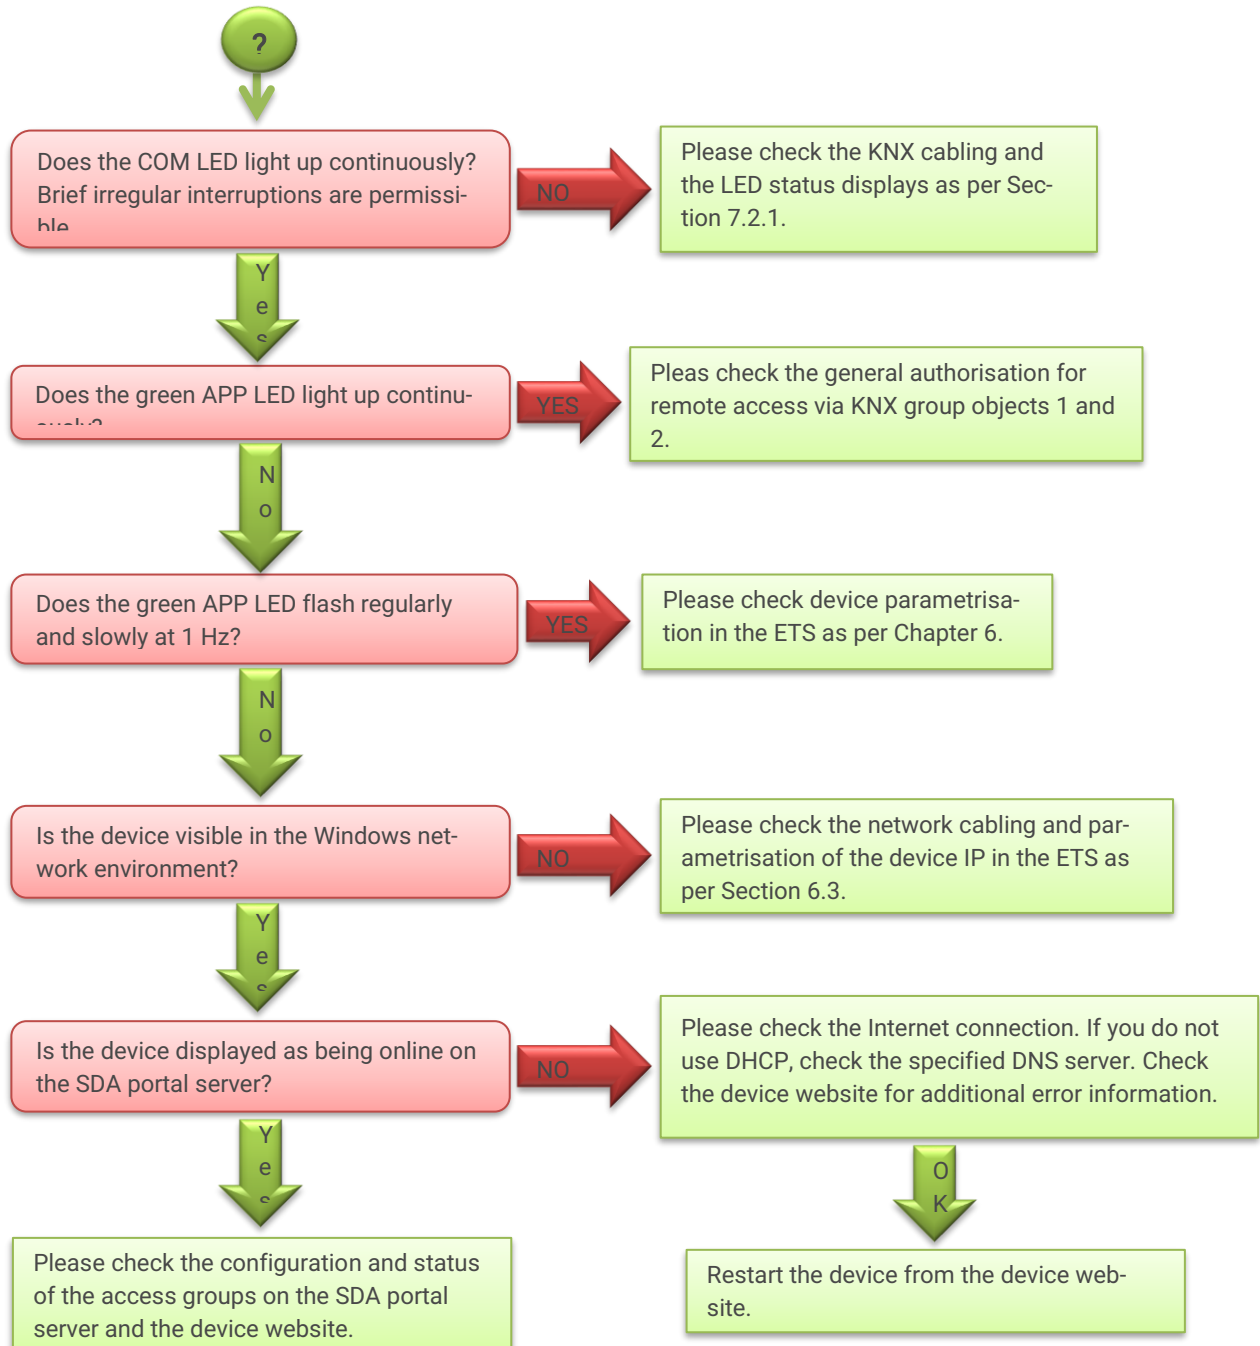 ?
Does the COM LED light up continuously?
Brief irregular interruptions are permissi-
ble
NO
Please check the KNX cabling and
the LED status displays as per Sec-
tion 7.2.1.
Yes
Does the green APP LED light up continu-
ously?
YES
Pleas check the general authorisation for
remote access via KNX group objects 1 and
2.
No
Does the green APP LED flash regularly
and slowly at 1 Hz?
YES
Please check device parametrisa-
tion in the ETS as per Chapter 6.
No
Is the device visible in the Windows net-
work environment?
NO
Please check the network cabling and par-
ametrisation of the device IP in the ETS as
per Section 6.3.
Yes
Is the device displayed as being online on
the SDA portal server?
NO
Please check the Internet connection. If you do not
use DHCP, check the specified DNS server. Check
the device website for additional error information.
Yes
OK
Please check the configuration and status
of the access groups on the SDA portal
server and the device website.
Restart the device from the device web-
site.